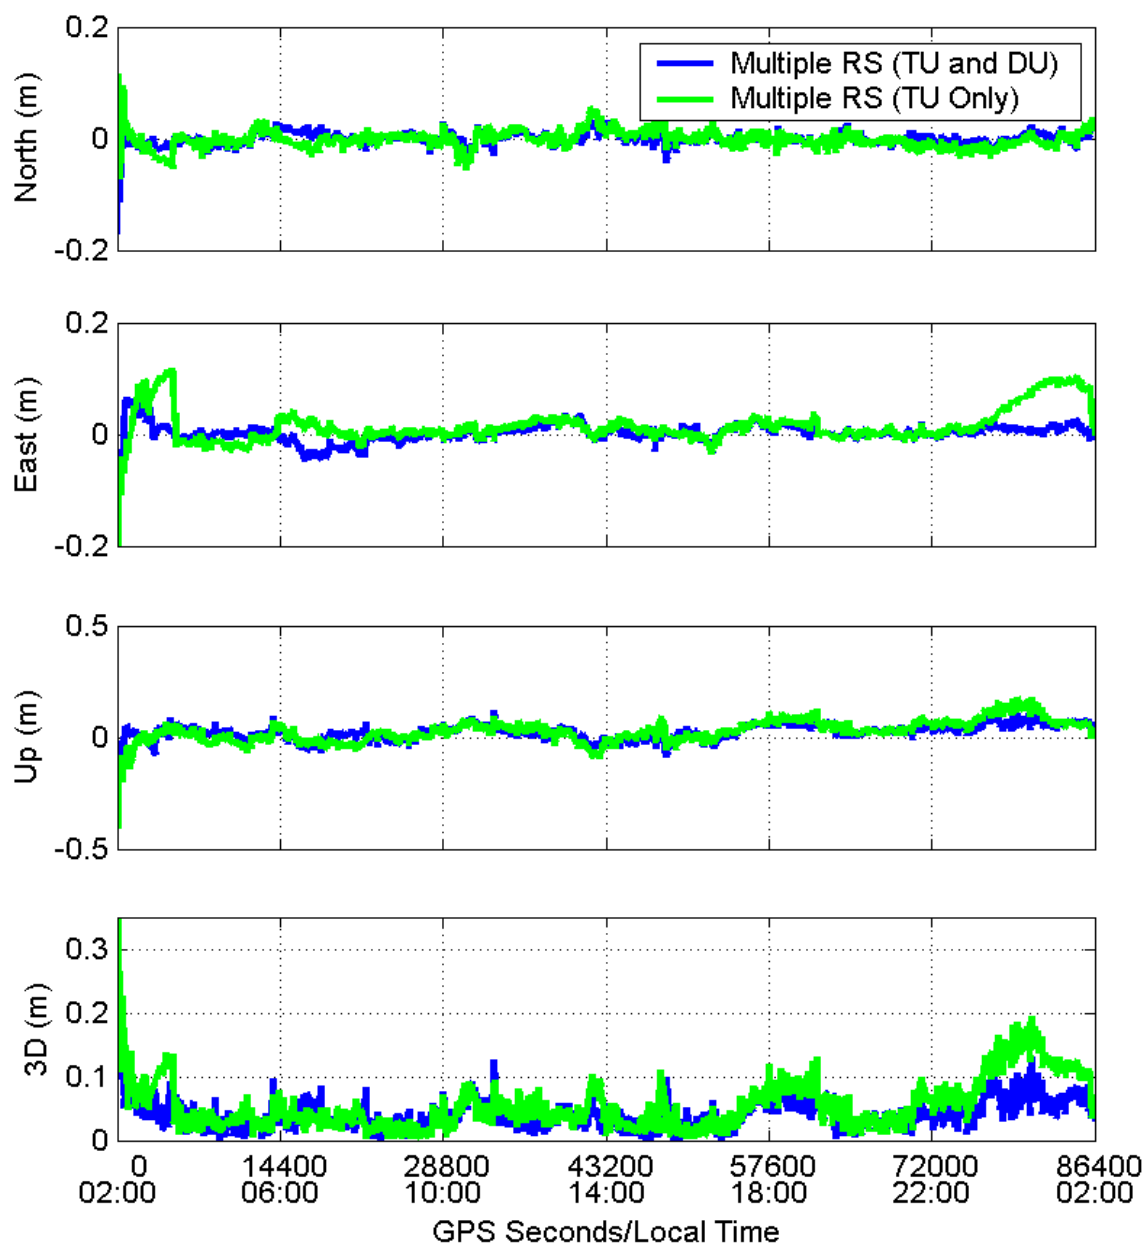 0.2
Multiple RS (TU and DU)
Multiple RS (TU Only)
North (m)
0
-0.2
0.2
East (m)
0
-0.2
0.5
Up (m)
0
-0.5
0.3
0.2
3D (m)
0.1
0
0 14400 28800 43200 57600 72000 86400
02:00 06:00 10:00 14:00 18:00 22:00 02:00
GPS Seconds/Local Time